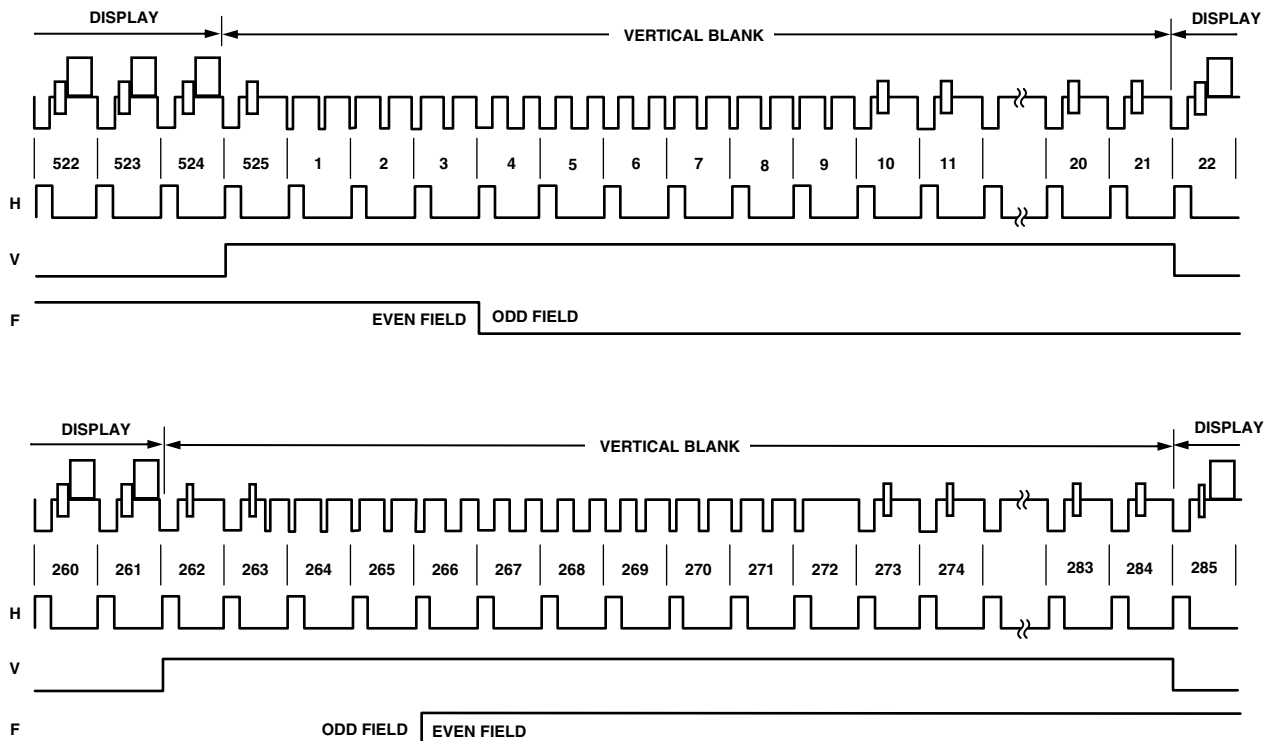 DISPLAY DISPLAY
VERTICAL BLANK
522 523 524 525 1 2 3 4 5 6 7 8 9 10 11 20 21 22
H
V
F
EVEN FIELD ODD FIELD
DISPLAY DISPLAY
VERTICAL BLANK
260 261 262 263 264 265 266 267 268 269 270 271 272 273 274 283 284 285
H
V
F
ODD FIELD EVEN FIELD